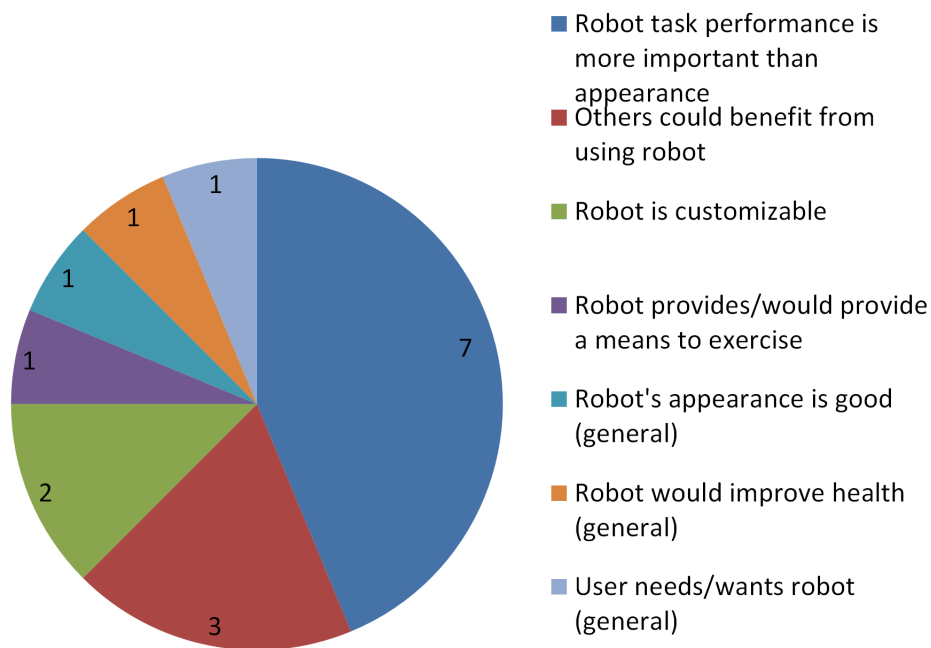 Robot task performance is
more important than
appearance
Others could benefit from
using robot
Robot is customizable
Robot provides/would provide
a means to exercise
Robot's appearance is good
(general)
Robot would improve health
(general)
User needs/wants robot
(general)
1
1
1
1
7
2
3